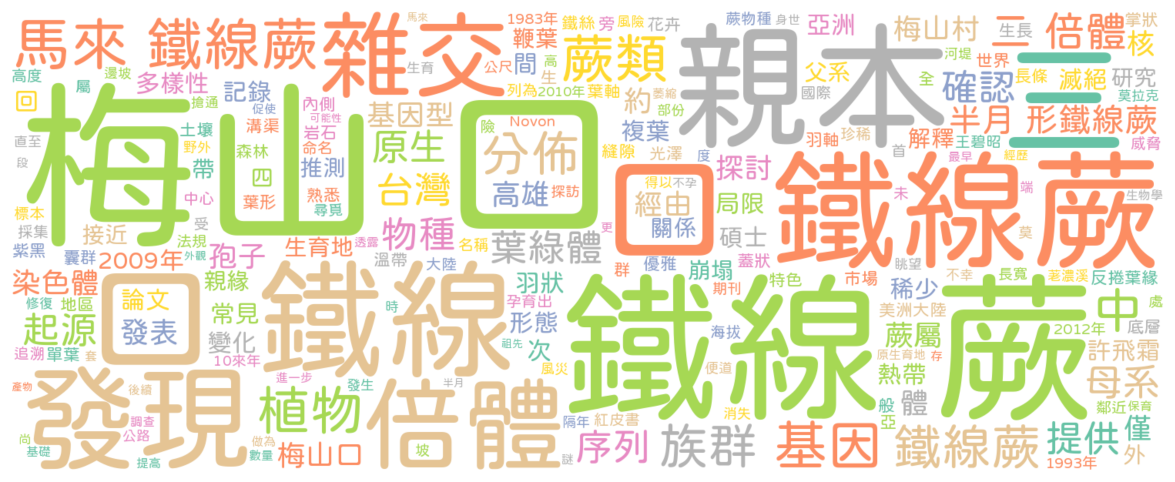 馬來 鐵線蕨
雜交
1983年
鞭葉
間
蕨類
鐵絲
旁
風險
花卉
蕨物種
身世
亞洲
梅山村
生長
二 倍體
掌狀
核
馬來
生育
公尺
高
生
列為
2010年
葉軸
萎縮
部份
約
父系
國際
親本
河堤
世界
全
確認
三
長條
滅絕
研究
莫拉克
高度
邊坡
屬
多樣性
回
搶通
促使
記錄
內側
可能性
基因型
岩石
命名
溝渠
土壤
野外
直至
段
帶
森林
四
推測
葉形
熟悉
尋覓
中心
標本
採集
受
梅山口
原生
險
Novon
分佈
高雄
探訪
複葉
縫隙
光澤
度
羽軸
珍稀
首
解釋
王碧昭
半月 形鐵線蕨
威脅
最早
經歷
探討
得以
不孕
經由
關係
口
局限
未
端
生物學
鐵線蕨
莫
台灣
物種
名稱
葉綠體
更
碩士
紫黑
囊群
接近
法規
外觀
孢子
生育地
透露
溫帶
大陸
群
優雅
崩塌
蓋狀
期刊
特色
市場
眺望
不幸
長寬
荖濃溪
反捲葉緣
2009年
染色體
修復
地區
論文
發表
親緣
常見
羽狀
孕育出
形態
時
變化
次
祖先
海拔
稀少
美洲大陸
中
處
2012年
底層
起源
追溯
單葉
套
10來年
鐵線
鐵線 蕨
蕨屬
原生育地
存
許飛霜
熱帶
母系
風災
便道
消失
般
亞
體
鄰近
保育
產物
後續
進一步
發生
半月
發現
植物
倍體
隔年
紅皮書
尚
基礎
調查
公路
提高
做為
數量
梅山口
坡
謎
序列
族群
基因
鐵線蕨
提供
僅
外
1993年